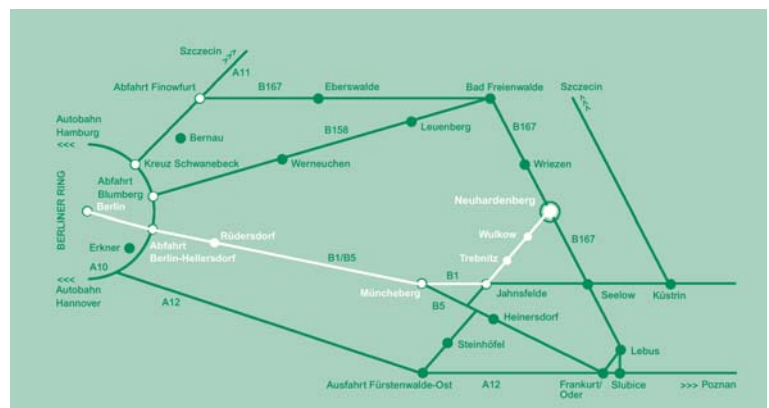 Szczecin >>>
A11
Abfahrt Finowfurt
B167
Eberswalde
Bad Freienwalde
Szczecin
>>>
Autobahn
Hamburg
<<<
Bernau
B158
Leuenberg
B167
Kreuz Schwanebeck
Werneuchen
Wriezen
Abfahrt
Blumberg
Berlin
BERLINER RING
Neuhardenberg
Erkner
Abfahrt
Berlin-Hellersdorf
Rüdersdorf
Wulkow
B167
Trebnitz
A10
<<<
Autobahn
Hannover
B1/B5
B1
Müncheberg
Jahnsfelde
Seelow
Küstrin
A12
B5
Heinersdorf
Steinhöfel
Lebus
Ausfahrt Fürstenwalde-Ost
A12
Frankurt/
Oder
Slubice
>>> Poznan